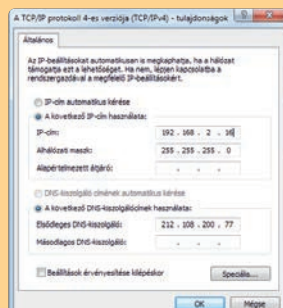 A TCP/IP protokoll 4-es verziója (TCP/IPv4) - tulajdonságok
Általános
Az IP-beállításokat automatikusan is megkaphatja, ha a hálózat
támogatja ezt a lehetőséget. Ha nem, lépjen kapcsolatba a
rendszergazdával a megfelelő IP-beállításokért.
IP-cím automatikus kérése
A következő IP-cím használata:
IP-cím: 192 . 168 . 2 . 16
Alhálózati maszk: 255 . 255 . 255 . 0
Alapértelmezett átjáró: . . .
DNS-kiszolgáló címének automatikus kérése
A következő DNS-kiszolgálócímek használata:
Elsődleges DNS-kiszolgáló: 212 . 108 . 200 . 77
Másodlagos DNS-kiszolgáló: . . .
Beállítások érvényesítése kilépéskor
Speciális...
OK Mégse